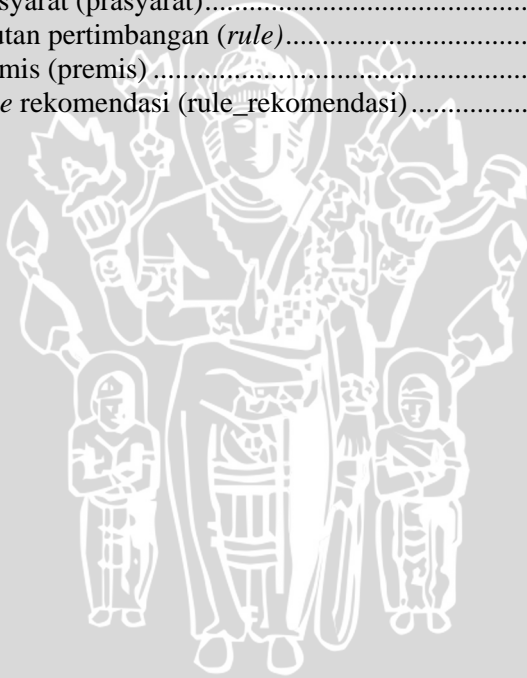 syarat (prasyarat)..............................................
utan pertimbangan (rule)..................................
mis (premis) .......................................................
e rekomendasi (rule_rekomendasi)...................